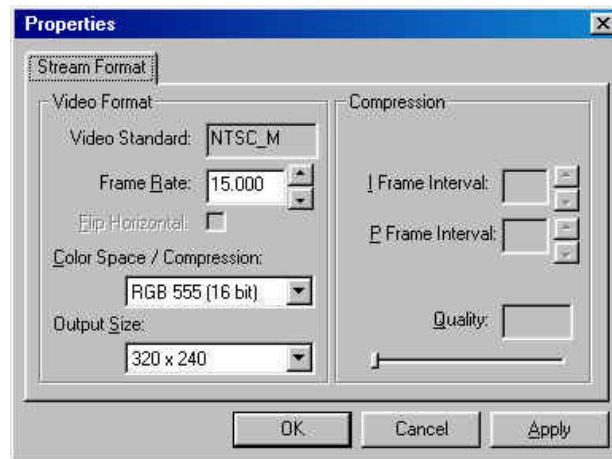 Properties
Stream Format
Video Format
Video Standard: NTSC_M
Frame Rate: 15.000
Flip Horizontal:
Color Space / Compression:
RGB 555 (16 bit)
Output Size:
320 x 240
Compression
I Frame Interval:
P Frame Interval:
Quality:
OK Cancel Apply